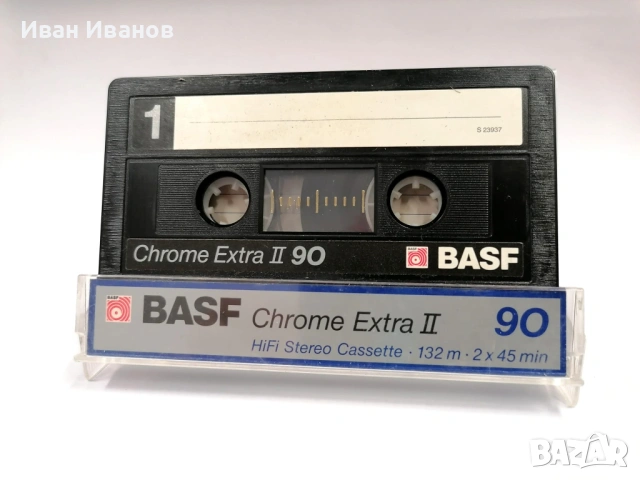 Иван Иванов
1
S 23937
Chrome Extra II 90
BASF
BASF Chrome Extra II 90
HiFi Stereo Cassette · 132 m · 2 x 45 min
BAZAR